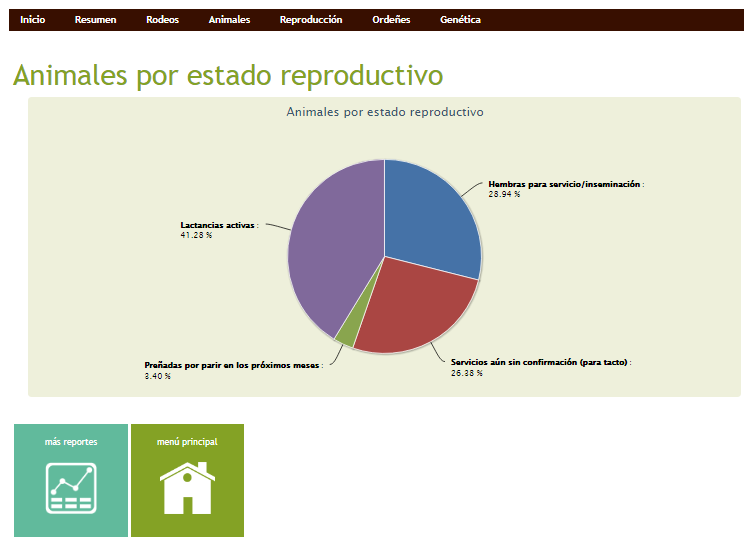 Inicio Resumen Rodeos Animales Reproducción Ordeñes Genética
Animales por estado reproductivo
Animales por estado reproductivo
Hembras para servicio/inseminación :
28.94 %
Lactancias activas :
41.28 %
Preñadas por parir en los próximos meses :
3.40 %
Servicios aún sin confirmación (para tacto) :
26.38 %
más reportes
menú principal